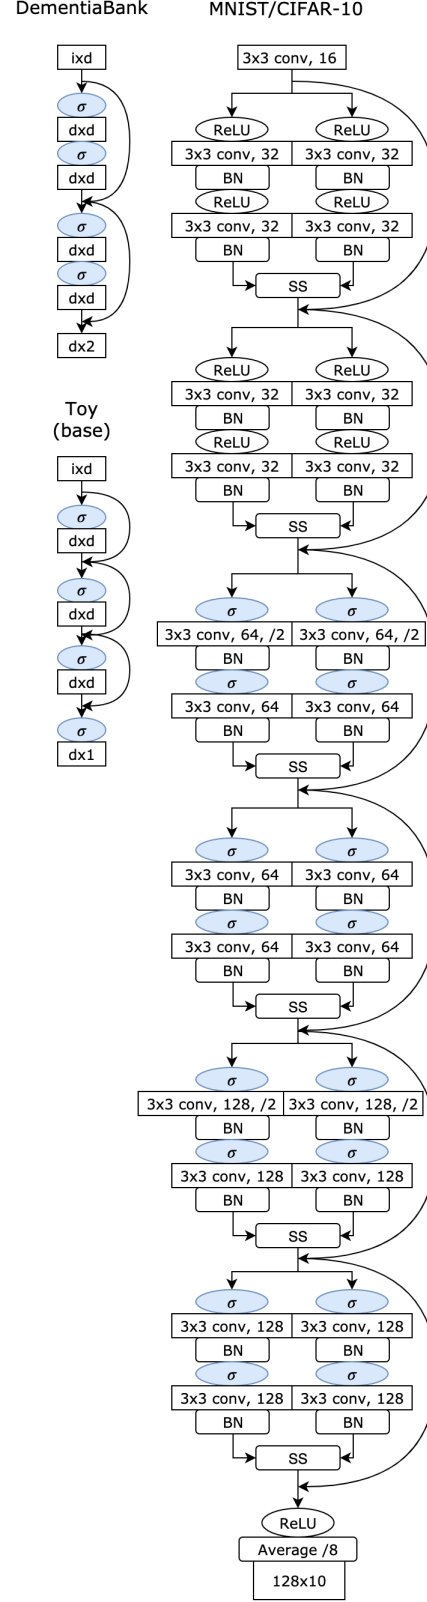 DementiaBank
ixd
σ
dxd
σ
dxd
σ
dxd
σ
dxd
dx2
Toy
(base)
ixd
σ
dxd
σ
dxd
σ
dxd
σ
dx1
MNIST/CIFAR-10
3x3 conv, 16
ReLU ReLU
3x3 conv, 32 3x3 conv, 32
BN BN
ReLU ReLU
3x3 conv, 32 3x3 conv, 32
BN BN
SS
ReLU ReLU
3x3 conv, 32 3x3 conv, 32
BN BN
ReLU ReLU
3x3 conv, 32 3x3 conv, 32
BN BN
SS
σ σ
3x3 conv, 64, /2 3x3 conv, 64, /2
BN BN
σ σ
3x3 conv, 64 3x3 conv, 64
BN BN
SS
σ σ
3x3 conv, 64 3x3 conv, 64
BN BN
σ σ
3x3 conv, 64 3x3 conv, 64
BN BN
SS
σ σ
3x3 conv, 128, /2 3x3 conv, 128, /2
BN BN
σ σ
3x3 conv, 128 3x3 conv, 128
BN BN
SS
σ σ
3x3 conv, 128 3x3 conv, 128
BN BN
σ σ
3x3 conv, 128 3x3 conv, 128
BN BN
SS
ReLU
Average /8
128x10